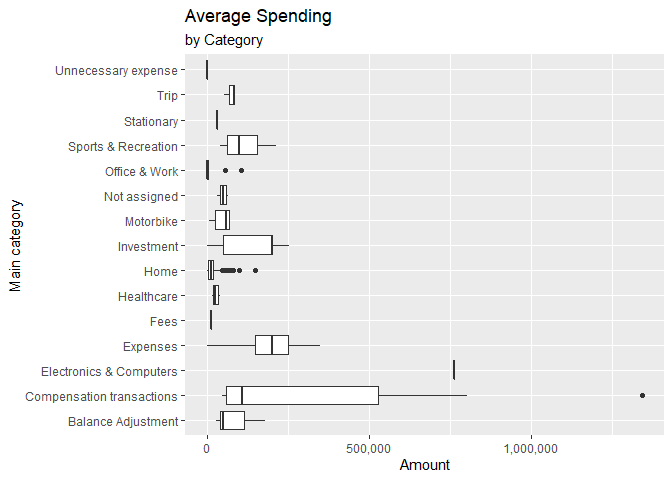 Average Spending
by Category
Main category
Unnecessary expense
Trip
Stationary
Sports & Recreation
Office & Work
Not assigned
Motorbike
Investment
Home
Healthcare
Fees
Expenses
Electronics & Computers
Compensation transactions
Balance Adjustment
0 500,000 1,000,000
Amount